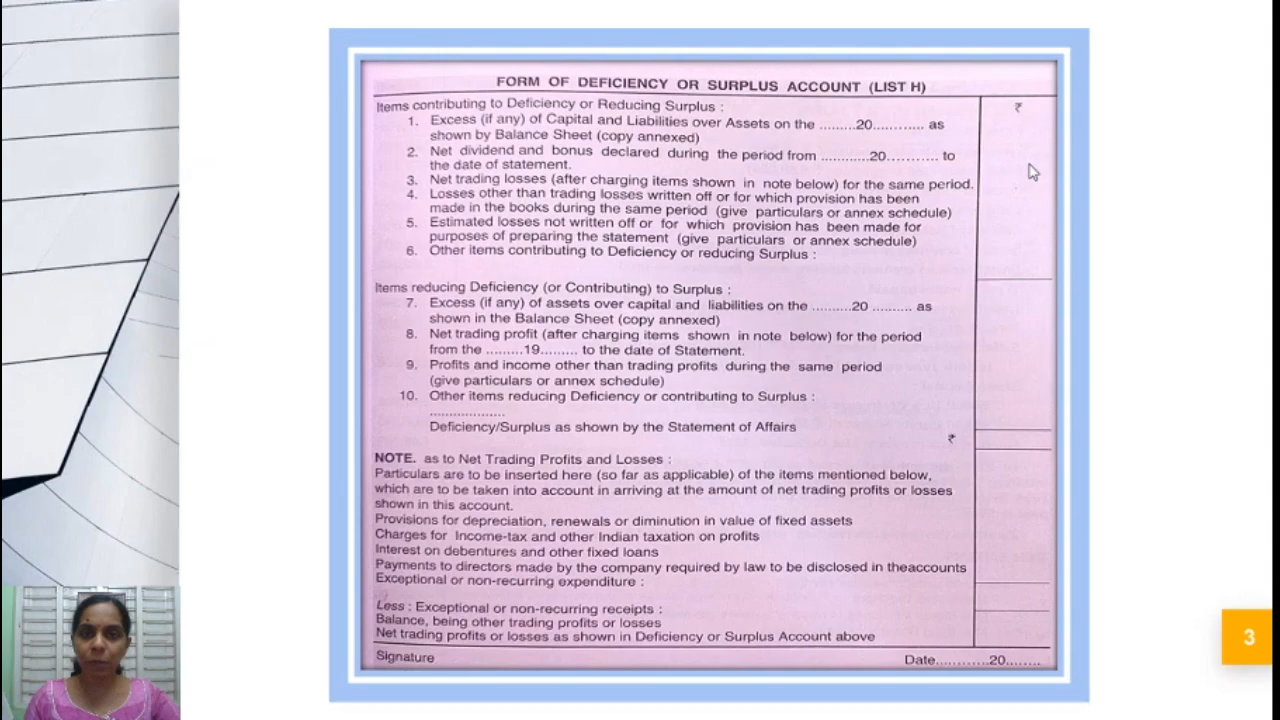 FORM OF DEFICIENCY OR SURPLUS ACCOUNT (LIST H)
Items contributing to Deficiency or Reducing Surplus :
₹
1. Excess (if any) of Capital and Liabilities over Assets on the .........20............ as
shown by Balance Sheet (copy annexed)
2. Net dividend and bonus declared during the period from ............20........... to
the date of statement.
3. Net trading losses (after charging items shown in note below) for the same period.
4. Losses other than trading losses written off or for which provision has been
made in the books during the same period (give particulars or annex schedule)
5. Estimated losses not written off or for which provision has been made for
purposes of preparing the statement (give particulars or annex schedule)
6. Other items contributing to Deficiency or reducing Surplus :
Items reducing Deficiency (or Contributing) to Surplus :
7. Excess (if any) of assets over capital and liabilities on the ..........20 .......... as
shown in the Balance Sheet (copy annexed)
8. Net trading profit (after charging items shown in note below) for the period
from the .........19......... to the date of Statement.
9. Profits and income other than trading profits during the same period
(give particulars or annex schedule)
10. Other items reducing Deficiency or contributing to Surplus :
...................
Deficiency/Surplus as shown by the Statement of Affairs
₹
NOTE. as to Net Trading Profits and Losses :
Particulars are to be inserted here (so far as applicable) of the items mentioned below,
which are to be taken into account in arriving at the amount of net trading profits or losses
shown in this account.
Provisions for depreciation, renewals or diminution in value of fixed assets
Charges for Income-tax and other Indian taxation on profits
Interest on debentures and other fixed loans
Payments to directors made by the company required by law to be disclosed in theaccounts
Exceptional or non-recurring expenditure :
Less : Exceptional or non-recurring receipts :
Balance, being other trading profits or losses
Net trading profits or losses as shown in Deficiency or Surplus Account above
Signature Date.............20........
3